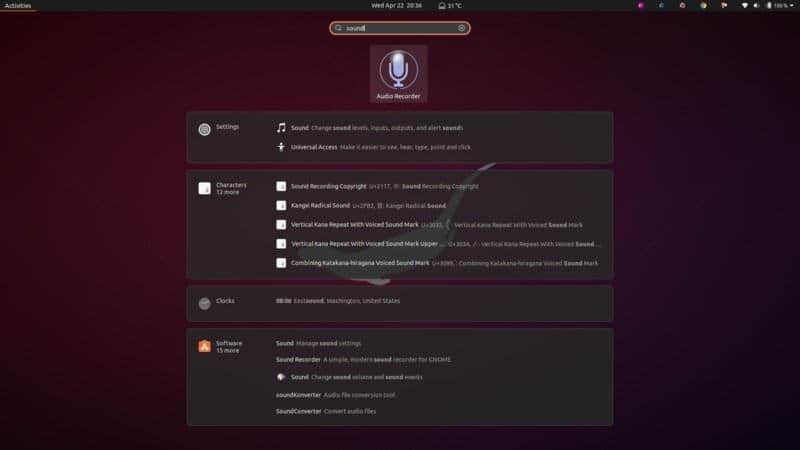 Activities
Wed Apr 22 20:36
31 °C
100 %
sound
Audio Recorder
Settings
Sound Change sound levels, inputs, outputs, and alert sounds
Universal Access Make it easier to see, hear, type, point and click
Characters
12 more
Sound Recording Copyright U+2117, ℗: Sound Recording Copyright
Kangxi Radical Sound U+2FB3, ⾳: Kangxi Radical Sound
Vertical Kana Repeat With Voiced Sound Mark U+3032, 〲: Vertical Kana Repeat With Voiced Sound Mark
Vertical Kana Repeat With Voiced Sound Mark Upper ... U+3034, 〴: Vertical Kana Repeat With Voiced Sound ...
Combining Katakana-hiragana Voiced Sound Mark U+3099, ゙: Combining Katakana-hiragana Voiced Sound Mark
Clocks
08:06 Eastsound, Washington, United States
Software
15 more
Sound Manage sound settings
Sound Recorder A simple, modern sound recorder for GNOME
Sound Change sound volume and sound events
soundKonverter Audio file conversion tool
SoundConverter Convert audio files